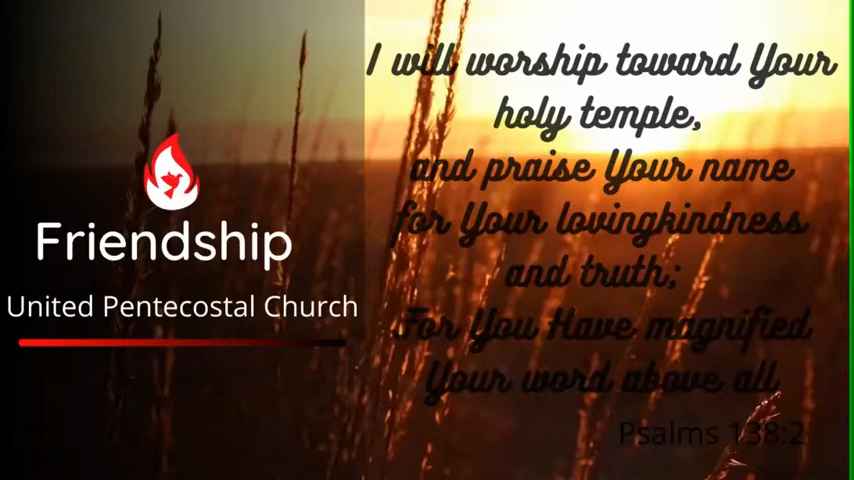 Friendship
United Pentecostal Church
I will worship toward Your
holy temple,
and praise Your name
for Your lovingkindness
and truth;
For You Have magnified
Your word above all
Psalms 138:2